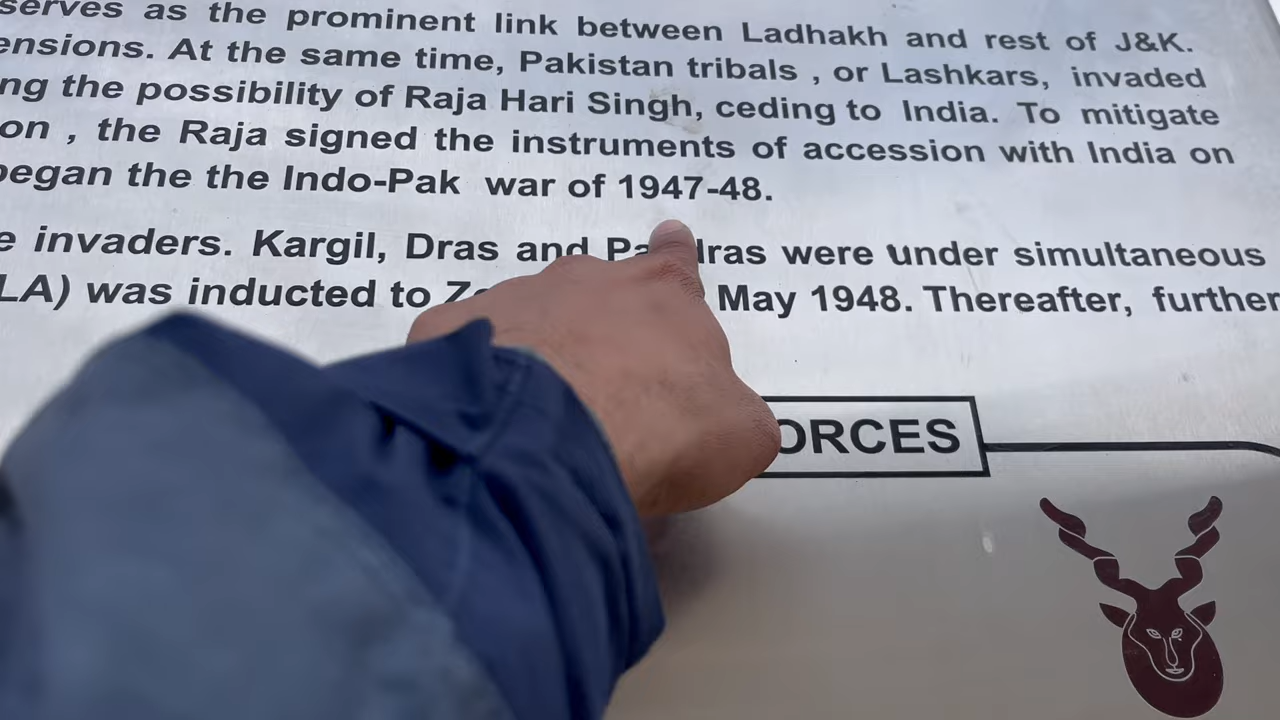 serves as the prominent link between Ladhakh and rest of J&K.
ensions. At the same time, Pakistan tribals , or Lashkars, invaded
ng the possibility of Raja Hari Singh, ceding to India. To mitigate
on , the Raja signed the instruments of accession with India on
began the the Indo-Pak war of 1947-48.
e invaders. Kargil, Dras and Pa dras were under simultaneous
LA) was inducted to May 1948. Thereafter, further
ORCES